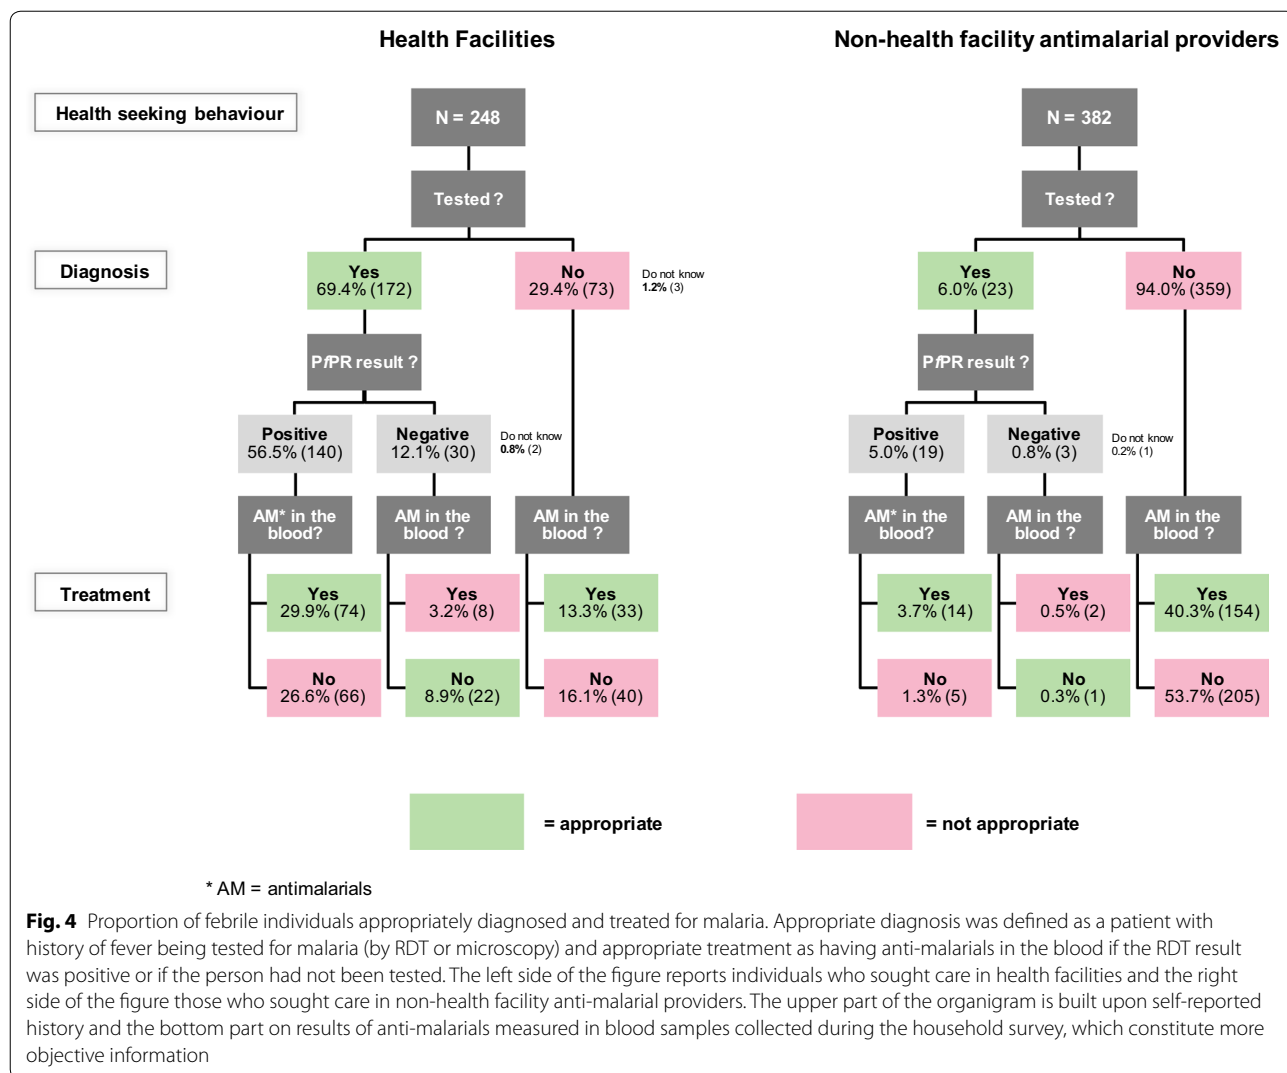 Health Facilities
Non-health facility antimalarial providers
Health seeking behaviour
N = 248
N = 382
Tested ?
Tested ?
Diagnosis
Yes
69.4% (172)
No
29.4% (73)
Do not know
1.2% (3)
Yes
6.0% (23)
No
94.0% (359)
PfPR result ?
PfPR result ?
Positive
56.5% (140)
Negative
12.1% (30)
Do not know
0.8% (2)
Positive
5.0% (19)
Negative
0.8% (3)
Do not know
0.2% (1)
AM* in the
blood?
AM in the
blood ?
AM in the
blood ?
AM* in the
blood?
AM in the
blood ?
AM in the
blood ?
Treatment
Yes
29.9% (74)
Yes
3.2% (8)
Yes
13.3% (33)
Yes
3.7% (14)
Yes
0.5% (2)
Yes
40.3% (154)
No
26.6% (66)
No
8.9% (22)
No
16.1% (40)
No
1.3% (5)
No
0.3% (1)
No
53.7% (205)
= appropriate
= not appropriate
* AM = antimalarials
Fig. 4 Proportion of febrile individuals appropriately diagnosed and treated for malaria. Appropriate diagnosis was defined as a patient with
history of fever being tested for malaria (by RDT or microscopy) and appropriate treatment as having anti-malarials in the blood if the RDT result
was positive or if the person had not been tested. The left side of the figure reports individuals who sought care in health facilities and the right
side of the figure those who sought care in non-health facility anti-malarial providers. The upper part of the organigram is built upon self-reported
history and the bottom part on results of anti-malarials measured in blood samples collected during the household survey, which constitute more
objective information